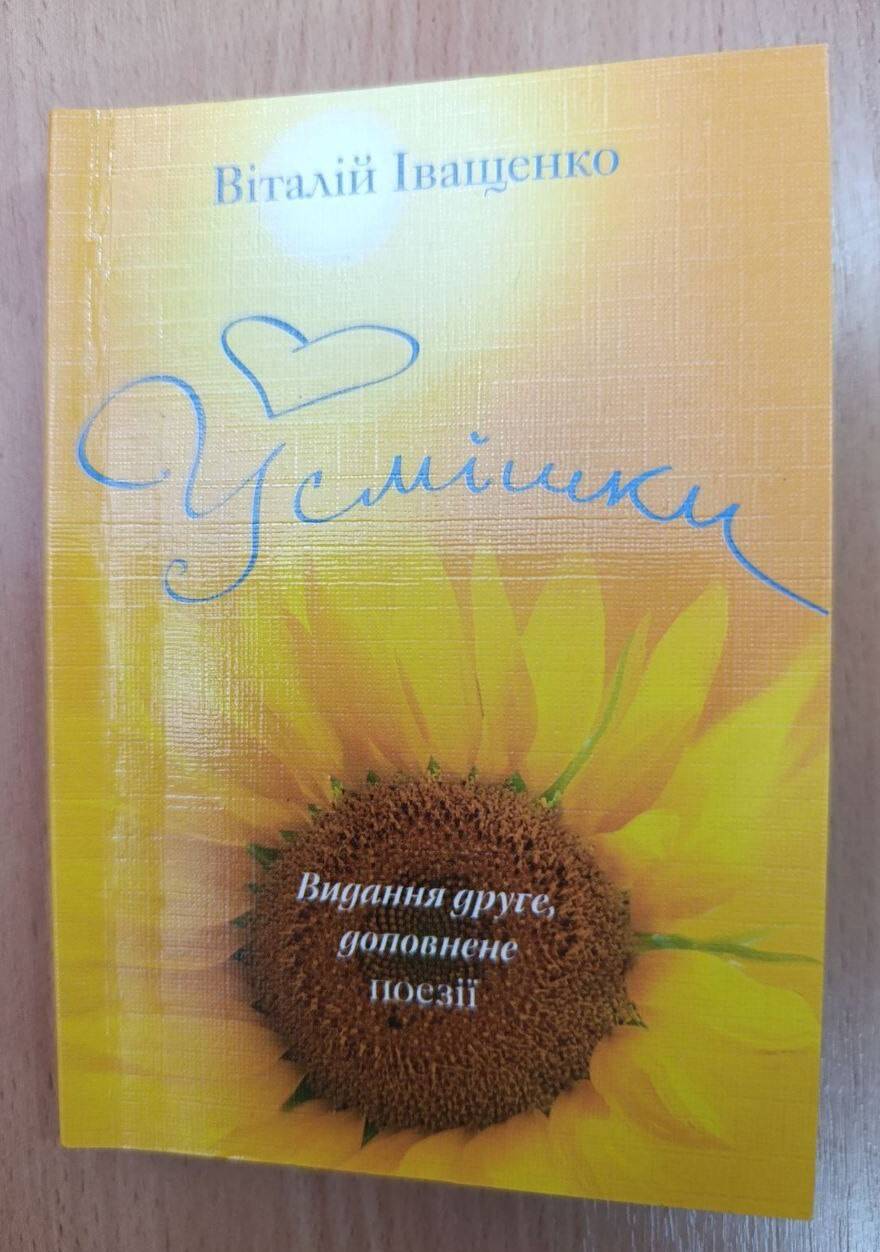 Віталій Іващенко
Усмішки
Видання друге,
доповнене
поезії